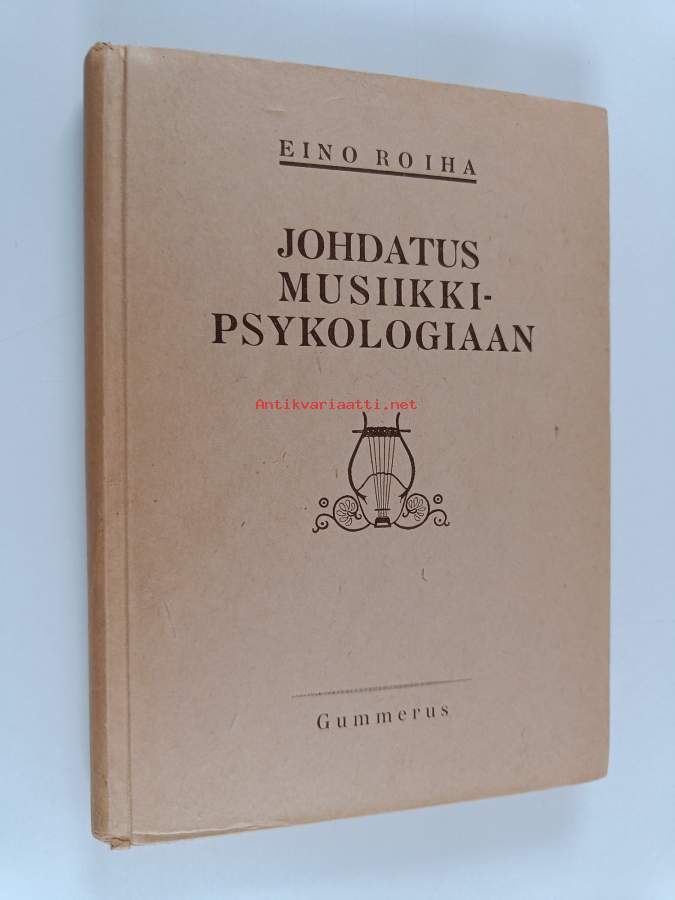 EINO ROIHA
JOHDATUS
MUSIIKKI-
PSYKOLOGIAAN
Antikvariaatti.net
Gummerus